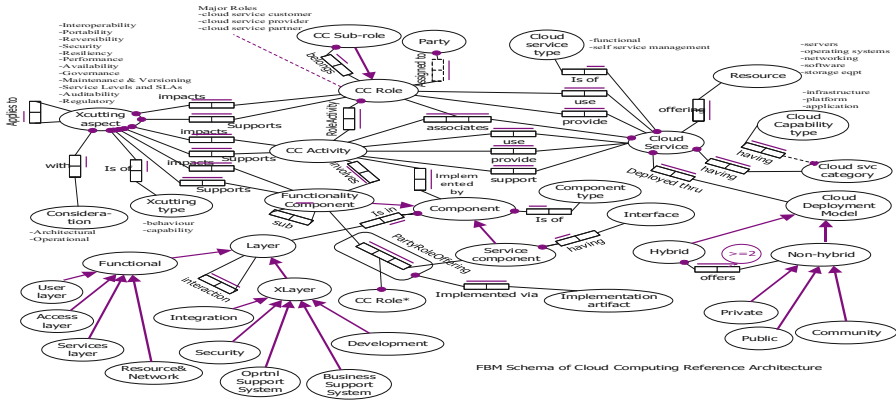 Major Roles
-cloud service customer
-cloud service provider
-cloud service partner
-Interoperability
-Portability
-Reversibility
-Security
-Resiliency
-Performance
-Availability
-Governance
-Maintenance & Versioning
-Service Levels and SLAs
-Auditability
-Regulatory
CC Sub-role
belongs
Party
Assigned to
Cloud
service
type
-functional
-self service management
-servers
-operating systems
-networking
-software
-storage eqpt
Resource
offering
Is of
CC Role
use
provide
associates
-infrastructure
-platform
-application
Cloud
Capability
type
Applies to
Xcutting
aspect
impacts
Supports
impacts
Supports
impacts
Supports
RoleActivity
CC Activity
use
provide
support
Cloud
Service
having
having
Cloud svc
category
Deployed thru
with
Is of
involves
Implem
ented
by
Considera-
tion
-Architectural
-Operational
Xcutting
type
-behaviour
-capability
Functionality
Component
sub
Is in
Component
Component
type
Is of
Interface
having
Service
component
Cloud
Deployment
Model
Hybrid
>=2
offers
Non-hybrid
Functional
Layer
interaction
PartyRoleOffering
CC Role*
Implemented via
Implementation
artifact
User
layer
Access
layer
Services
layer
Resource&
Network
XLayer
Integration
Security
Oprtnl
Support
System
Business
Support
System
Development
Private
Public
Community
FBM Schema of Cloud Computing Reference Architecture